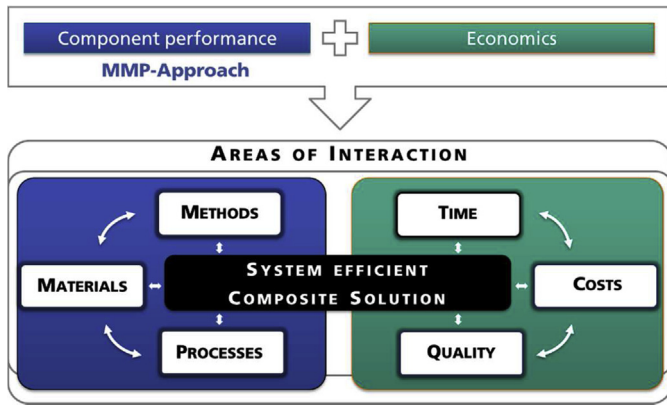 Component performance
Economics
MMP-Approach
AREAS OF INTERACTION
METHODS
TIME
MATERIALS
SYSTEM EFFICIENT
COMPOSITE SOLUTION
COSTS
PROCESSES
QUALITY